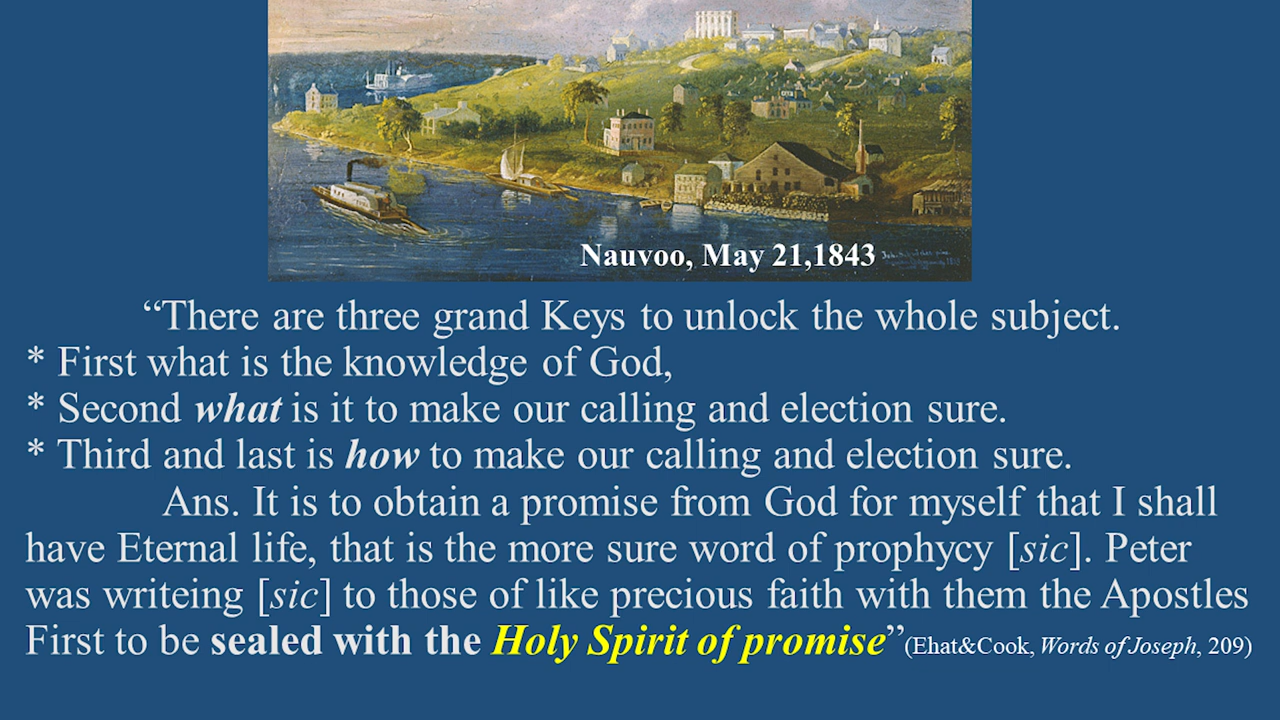 Nauvoo, May 21,1843
“There are three grand Keys to unlock the whole subject.
* First what is the knowledge of God,
* Second what is it to make our calling and election sure.
* Third and last is how to make our calling and election sure.
Ans. It is to obtain a promise from God for myself that I shall
have Eternal life, that is the more sure word of prophycy [sic]. Peter
was writeing [sic] to those of like precious faith with them the Apostles
First to be sealed with the Holy Spirit of promise” (Ehat&Cook, Words of Joseph, 209)